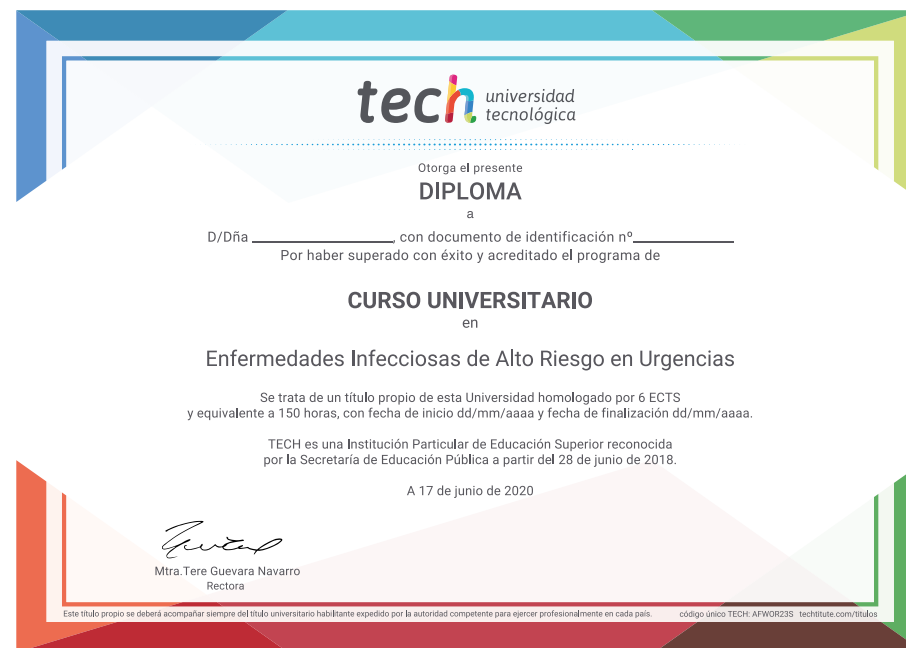 tech universidad
tecnológica
Otorga el presente
DIPLOMA
a
D/Dña ____________________, con documento de identificación nº______________
Por haber superado con éxito y acreditado el programa de
CURSO UNIVERSITARIO
en
Enfermedades Infecciosas de Alto Riesgo en Urgencias
Se trata de un título propio de esta Universidad homologado por 6 ECTS
y equivalente a 150 horas, con fecha de inicio dd/mm/aaaa y fecha de finalización dd/mm/aaaa.
TECH es una Institución Particular de Educación Superior reconocida
por la Secretaría de Educación Pública a partir del 28 de junio de 2018.
A 17 de junio de 2020
Mtra.Tere Guevara Navarro
Rectora
Este título propio se deberá acompañar siempre del título universitario habilitante expedido por la autoridad competente para ejercer profesionalmente en cada país. código único TECH: AFWOR23S techtitute.com/titulos